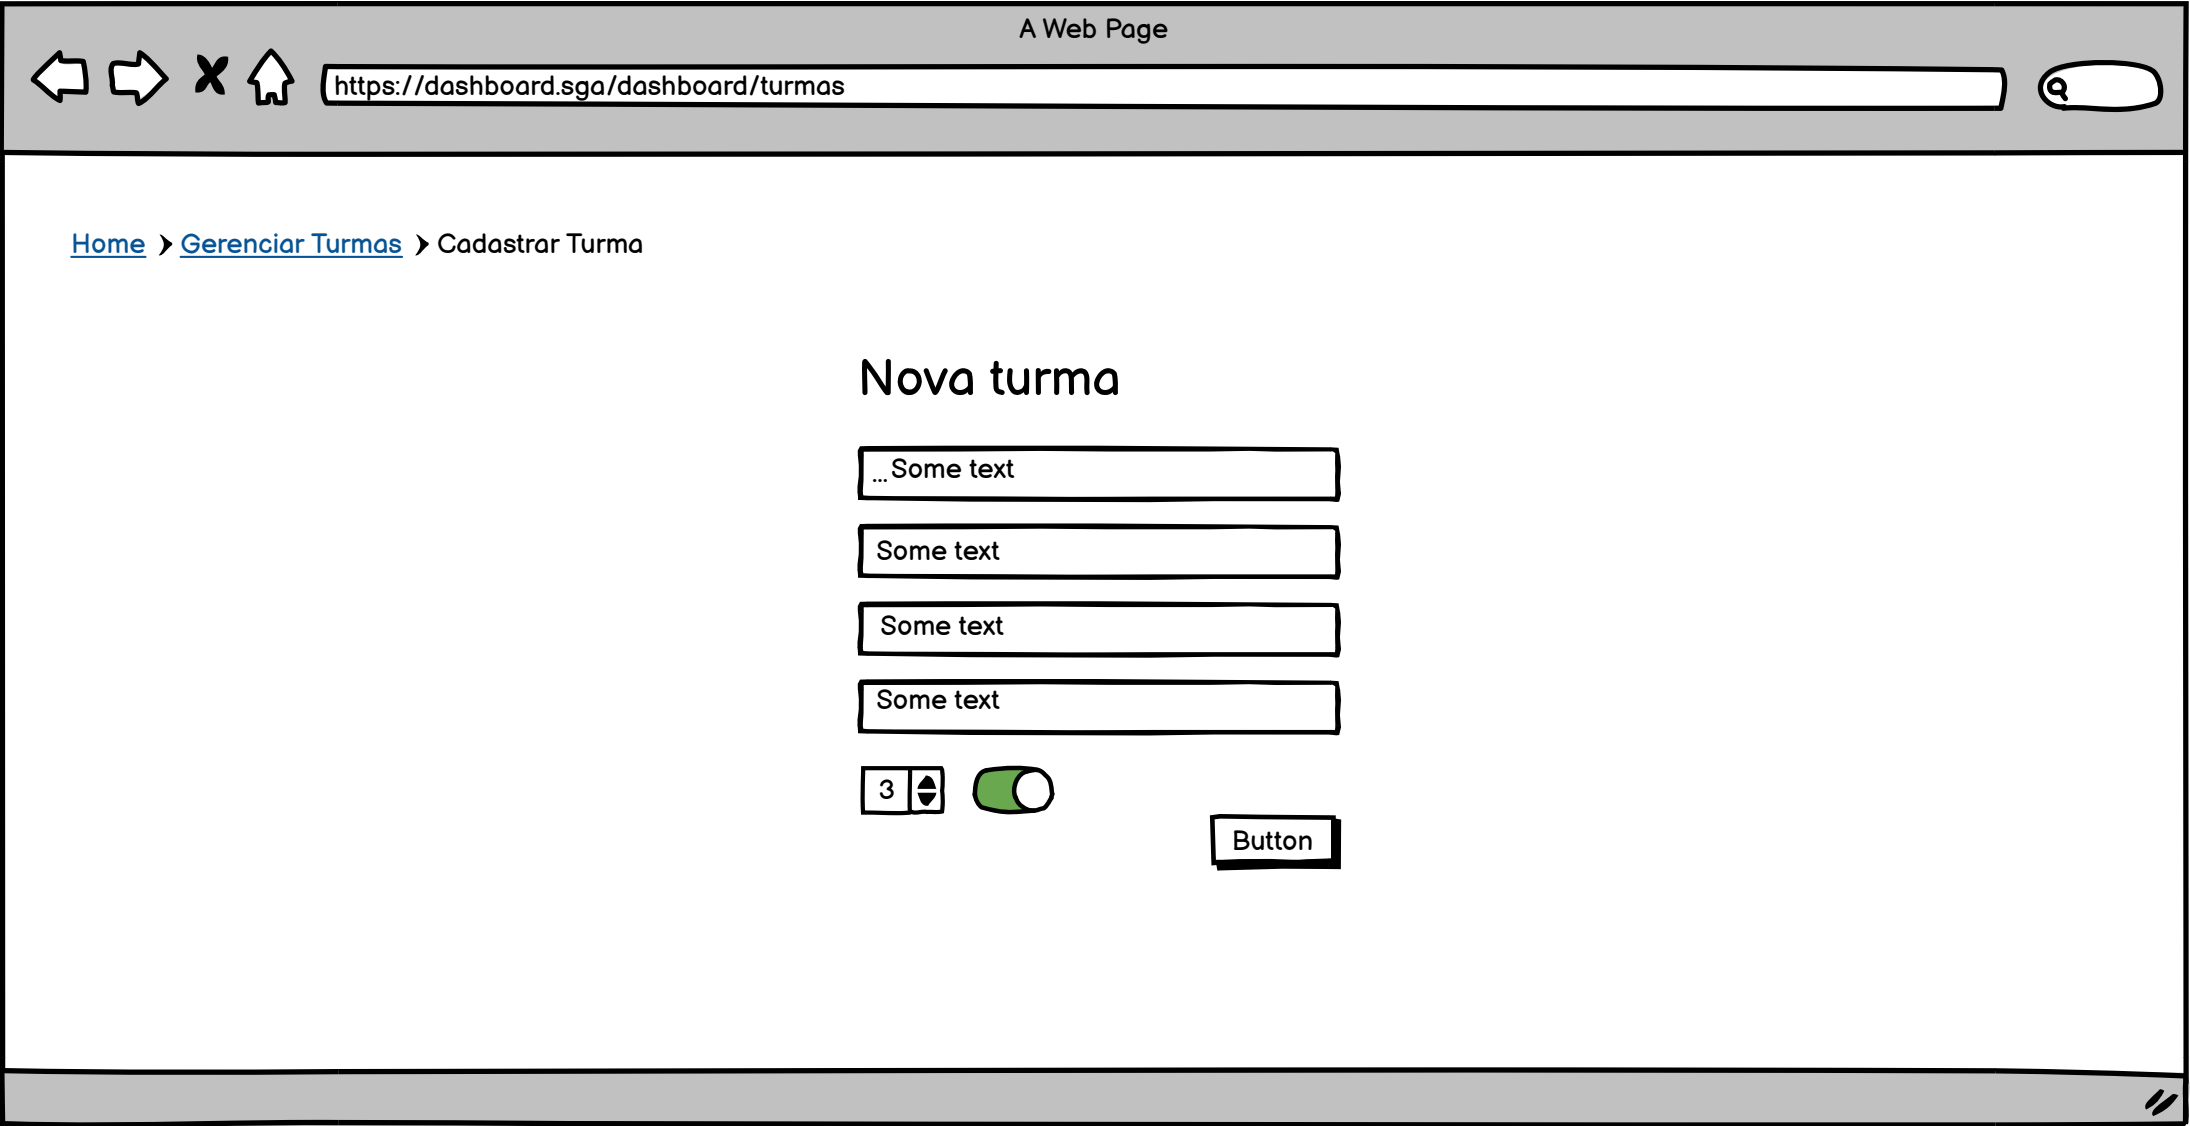 A Web Page
https://dashboard.sga/dashboard/turmas
Home Gerenciar Turmas Cadastrar Turma
Nova turma
...Some text
Some text
Some text
Some text
3
Button